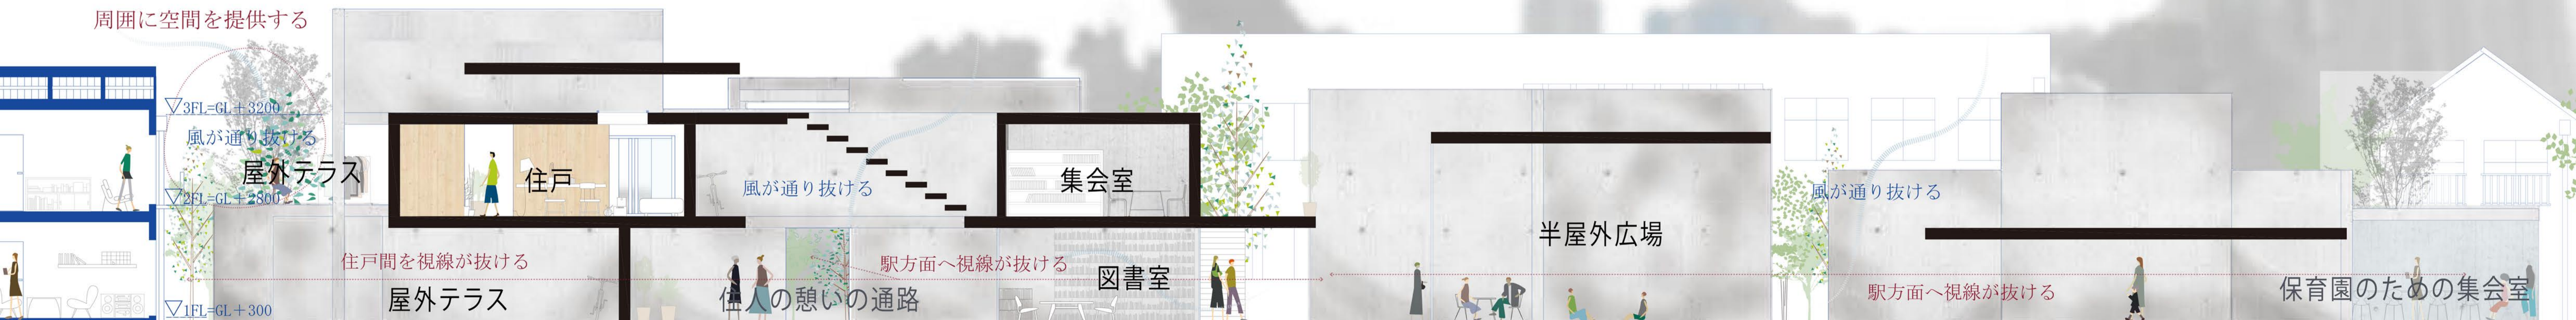 周囲に空間を提供する
▽3FL=GL+3200
風が通り抜ける
屋外テラス
▽2FL=GL+2800
住戸
風が通り抜ける
集会室
半屋外広場
風が通り抜ける
住戸間を視線が抜ける
駅方面へ視線が抜ける
図書室
屋外テラス
住人の憩いの通路
駅方面へ視線が抜ける
保育園のための集会室
▽1FL=GL+300